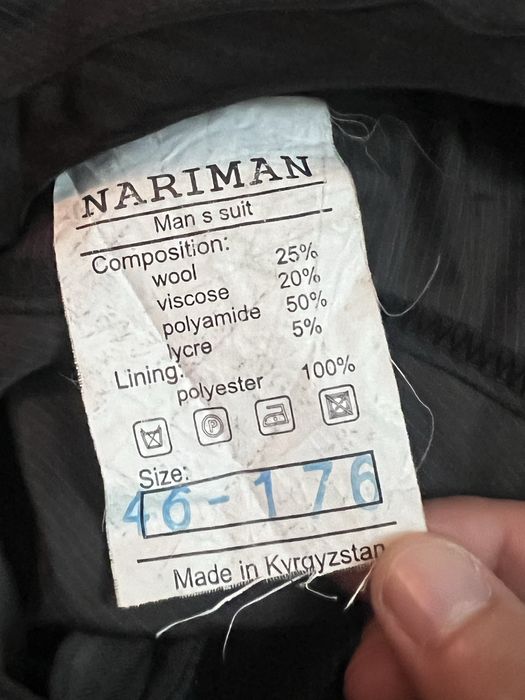 NARIMAN
Man s suit
Composition:
wool 25%
viscose 20%
polyamide 50%
lycre 5%
Lining:
polyester 100%
P
Size:
46-176
Made in Kyrgyzstan